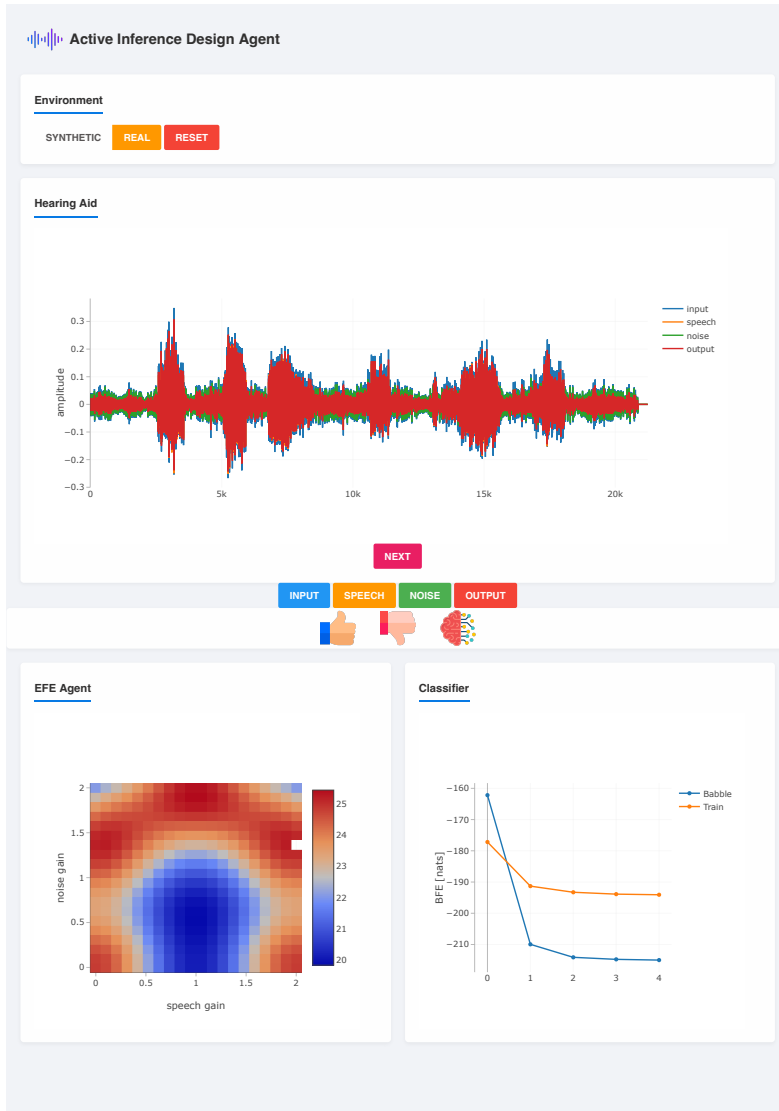 Active Inference Design Agent
Environment
SYNTHETIC REAL RESET
Hearing Aid
amplitude
0.3
0.2
0.1
0
−0.1
−0.2
−0.3
0 5k 10k 15k 20k
input
speech
noise
output
NEXT
INPUT SPEECH NOISE OUTPUT
EFE Agent
noise gain
2
1.5
1
0.5
0
0 0.5 1 1.5 2
speech gain
25
24
23
22
21
20
Classifier
BFE [nats]
−160
−170
−180
−190
−200
−210
0 1 2 3 4
Babble
Train